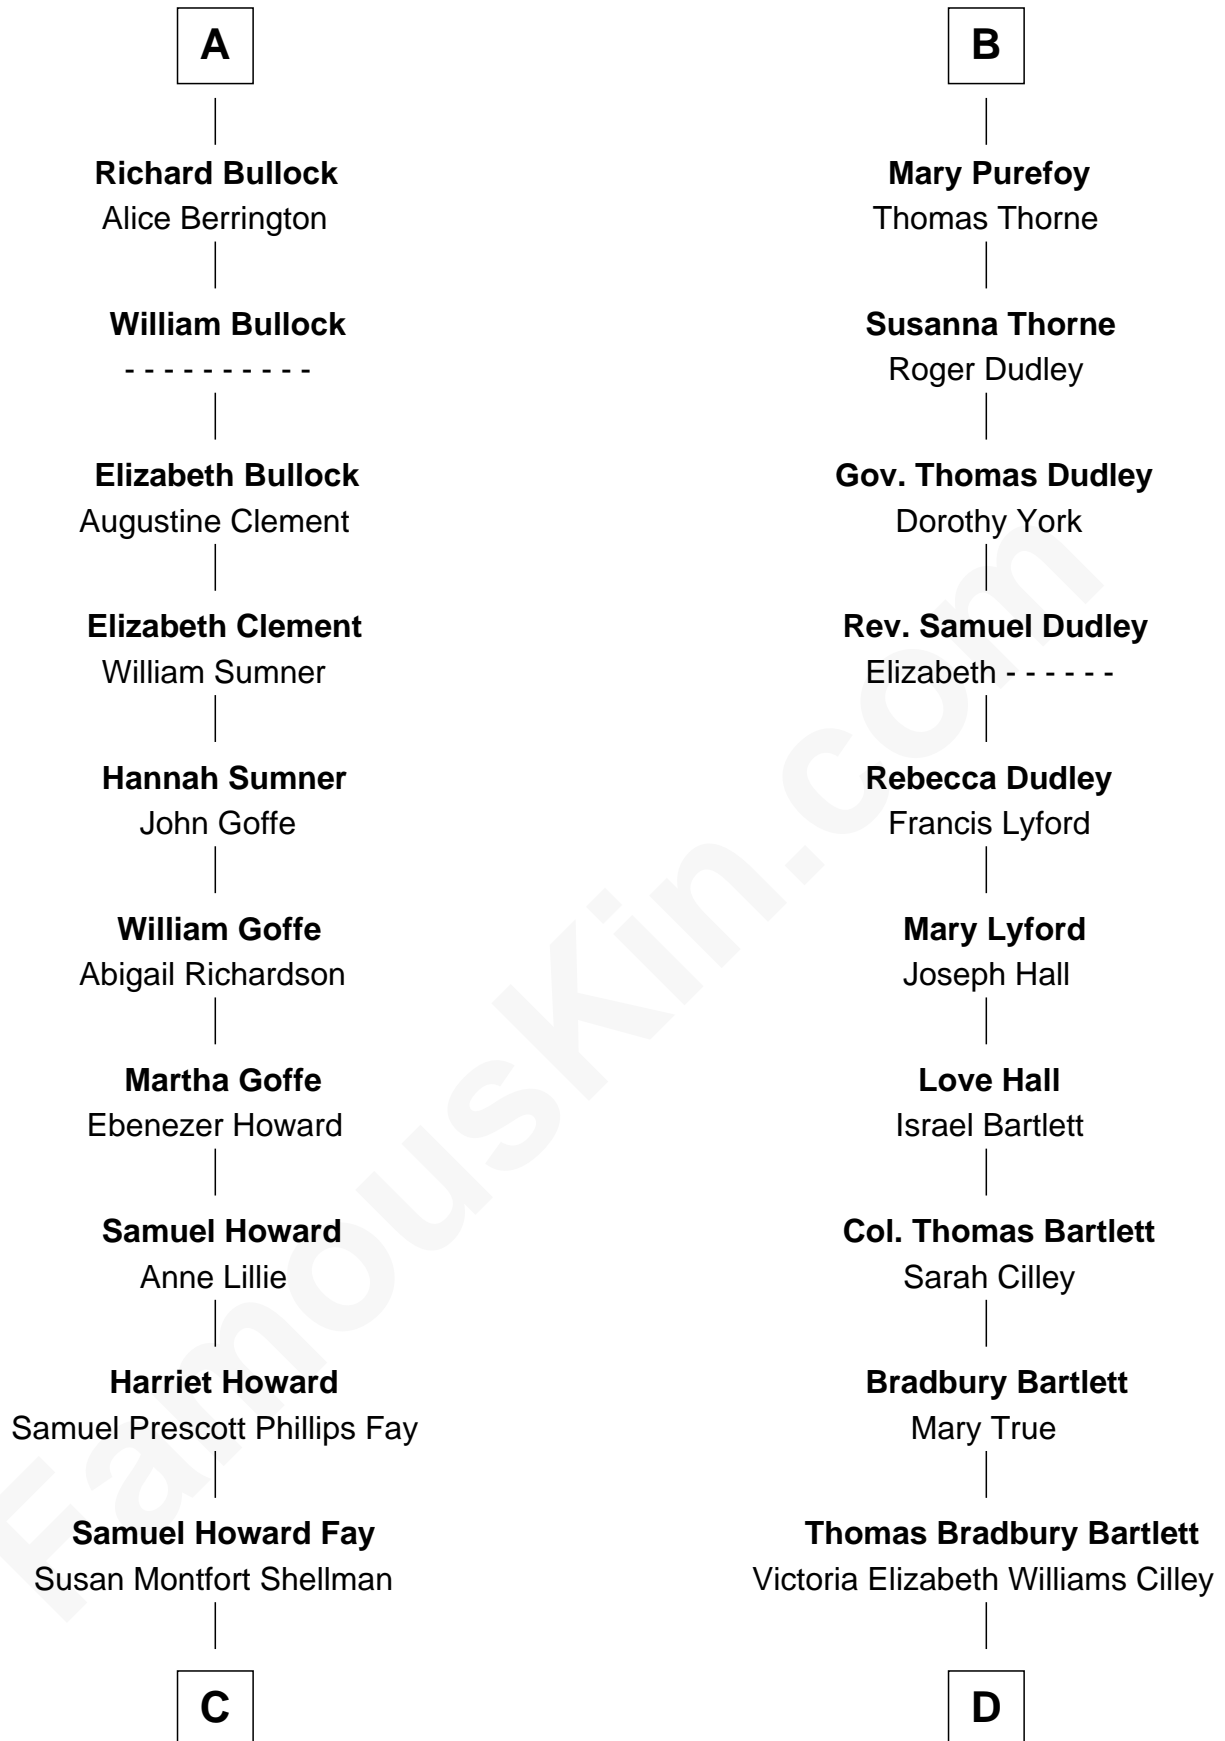 A
Richard Bullock
Alice Berrington
William Bullock
- - - - - - - - - -
Elizabeth Bullock
Augustine Clement
Elizabeth Clement
William Sumner
Hannah Sumner
John Goffe
William Goffe
Abigail Richardson
Martha Goffe
Ebenezer Howard
Samuel Howard
Anne Lillie
Harriet Howard
Samuel Prescott Phillips Fay
Samuel Howard Fay
Susan Montfort Shellman
C
B
Mary Purefoy
Thomas Thorne
Susanna Thorne
Roger Dudley
Gov. Thomas Dudley
Dorothy York
Rev. Samuel Dudley
Elizabeth - - - - - -
Rebecca Dudley
Francis Lyford
Mary Lyford
Joseph Hall
Love Hall
Israel Bartlett
Col. Thomas Bartlett
Sarah Cilley
Bradbury Bartlett
Mary True
Thomas Bradbury Bartlett
Victoria Elizabeth Williams Cilley
D
FamousKin.com